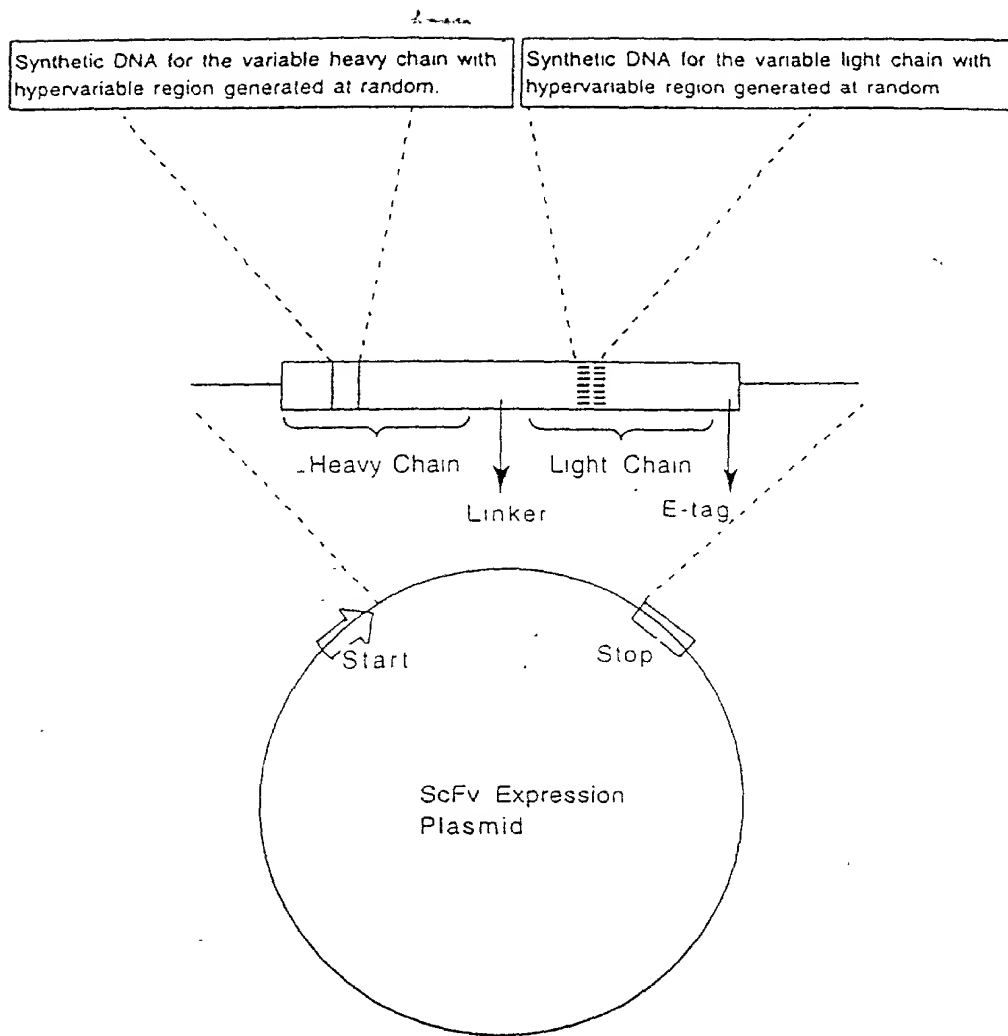 Synthetic DNA for the variable heavy chain with
hypervariable region generated at random.
Synthetic DNA for the variable light chain with
hypervariable region generated at random
Heavy Chain
Light Chain
Linker
E-tag
Start
Stop
ScFv Expression
Plasmid